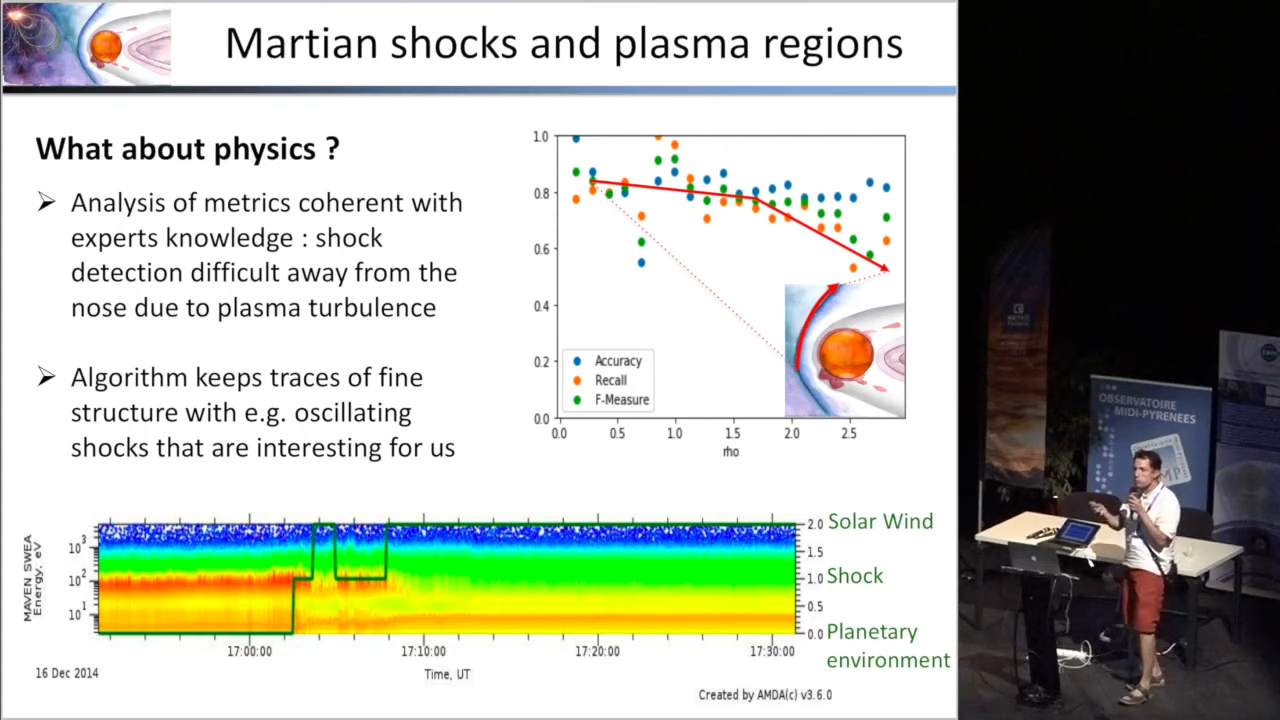 Martian shocks and plasma regions
What about physics ?
Analysis of metrics coherent with
experts knowledge : shock
detection difficult away from the
nose due to plasma turbulence
Algorithm keeps traces of fine
structure with e.g. oscillating
shocks that are interesting for us
1.0
0.8
0.6
0.4
0.2
0.0
Accuracy
Recall
F-Measure
0.0 0.5 1.0 1.5 2.0 2.5
rho
MAVEN SWEA
Energy, eV
10³
10²
10¹
2.0 Solar Wind
1.5
1.0 Shock
0.5
0.0 Planetary
environment
17:00:00 17:10:00 17:20:00 17:30:00
16 Dec 2014
Time, UT
Created by AMDA(c) v3.6.0
OBSERVATOIRE
MIDI-PYRENEES